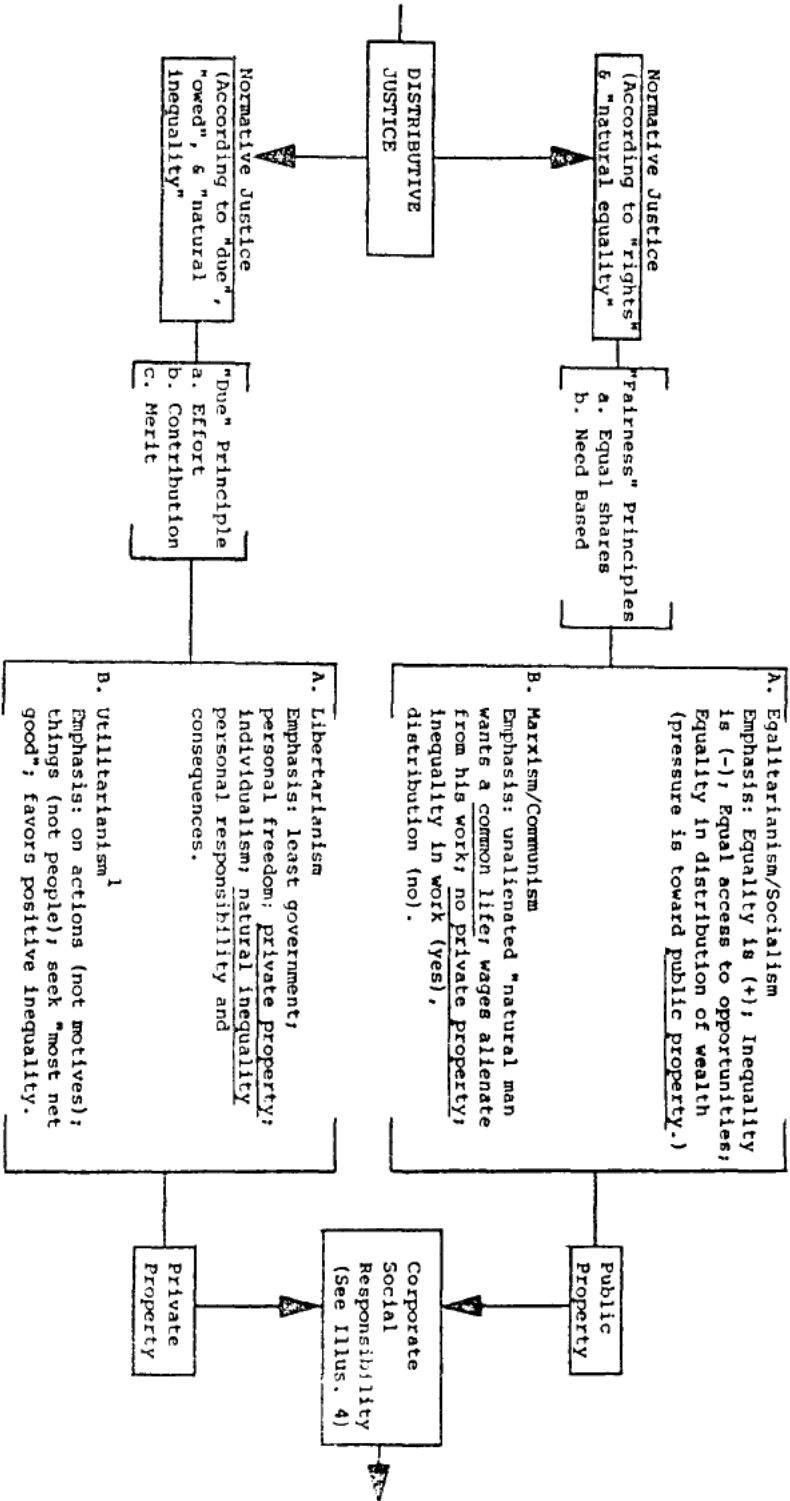 DISTRIBUTIVE
JUSTICE
Normative Justice
(According to "rights"
& "natural equality"
"Fairness" Principles
a. Equal shares
b. Need Based
A. Egalitarianism/Socialism
Emphasis: Equality is (+); Inequality
is (-); Equal access to opportunities;
Equality in distribution of wealth
(pressure is toward public property.)
B. Marxism/Communism
Emphasis: unalienated "natural man
wants a common life; wages alienate
from his work; no private property;
inequality in work (yes),
distribution (no).
Public
Property
Normative Justice
(According to "due",
"owed", & "natural
inequality"
"Due" Principle
a. Effort
b. Contribution
c. Merit
A. Libertarianism
Emphasis: least government;
personal freedom; private property;
individualism; natural inequality
personal responsibility and
consequences.
B. Utilitarianism1
Emphasis: on actions (not motives);
things (not people); seek "most net
good"; favors positive inequality.
Private
Property
Corporate
Social
Responsibility
(See Illus. 4)